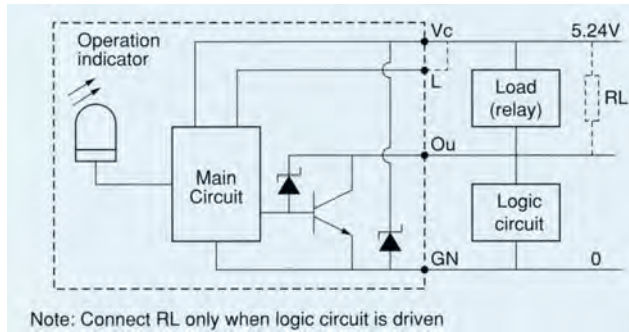 Operation
indicator
Vc
5.24V
L
Load
(relay)
RL
Main
Circuit
Ou
Logic
circuit
GN
0
Note: Connect RL only when logic circuit is driven